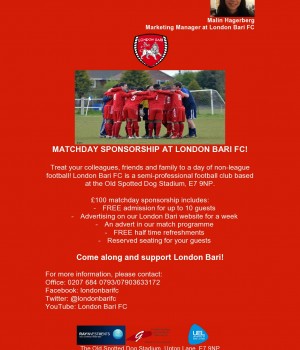 Malin Hagerberg
Marketing Manager at London Bari FC
LONDON BARI
MATCHDAY SPONSORSHIP AT LONDON BARI FC!
Treat your colleagues, friends and family to a day of non-league
football! London Bari FC is a semi-professional football club based
at the Old Spotted Dog Stadium, E7 9NP.
£100 matchday sponsorship includes:
- FREE admission for up to 10 guests
- Advertising on our London Bari website for a week
- An advert in our match programme
- FREE half time refreshments
- Reserved seating for your guests
Come along and support London Bari!
For more information, please contact:
Office: 0207 684 0793/07903633172
Facebook: londonbarifc
Twitter: @londonbarifc
YouTube: London Bari FC
The Old Spotted Dog Stadium, Upton Lane, E7 9NP